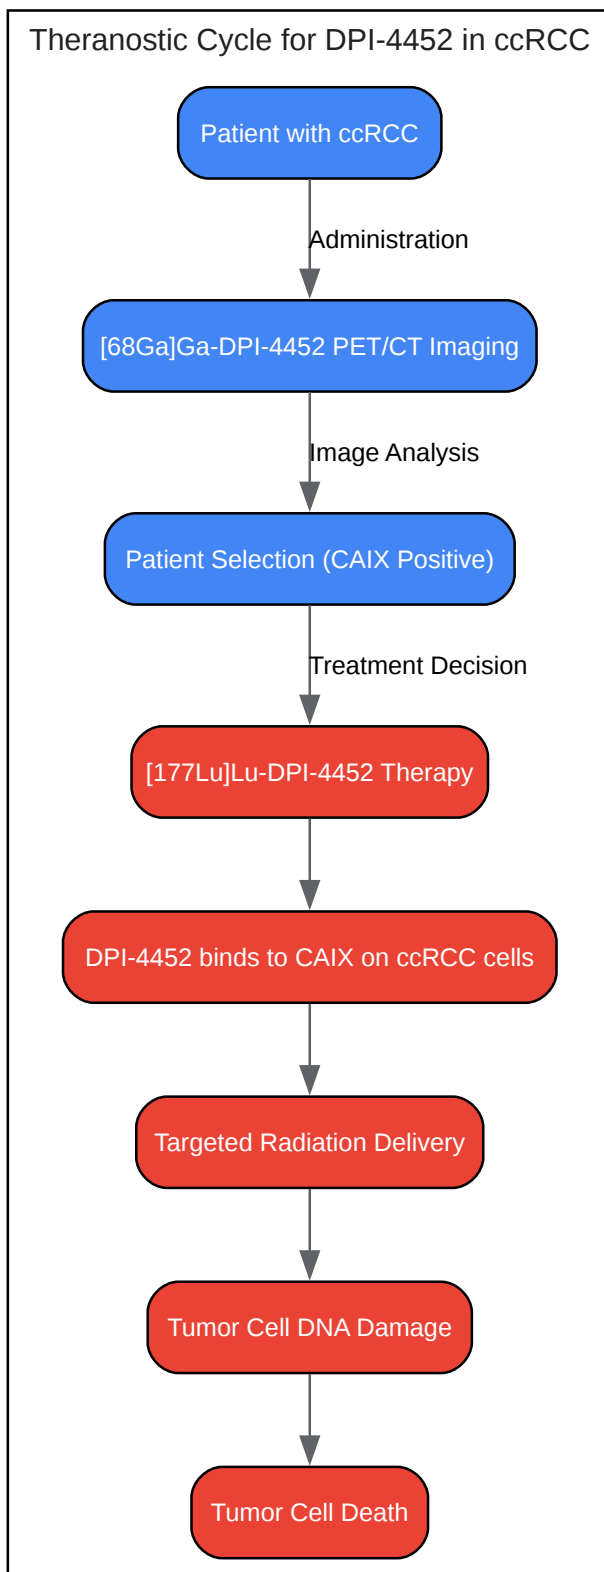 Theranostic Cycle for DPI-4452 in ccRCC
Patient with ccRCC
Administration
[68Ga]Ga-DPI-4452 PET/CT Imaging
Image Analysis
Patient Selection (CAIX Positive)
Treatment Decision
[177Lu]Lu-DPI-4452 Therapy
DPI-4452 binds to CAIX on ccRCC cells
Targeted Radiation Delivery
Tumor Cell DNA Damage
Tumor Cell Death